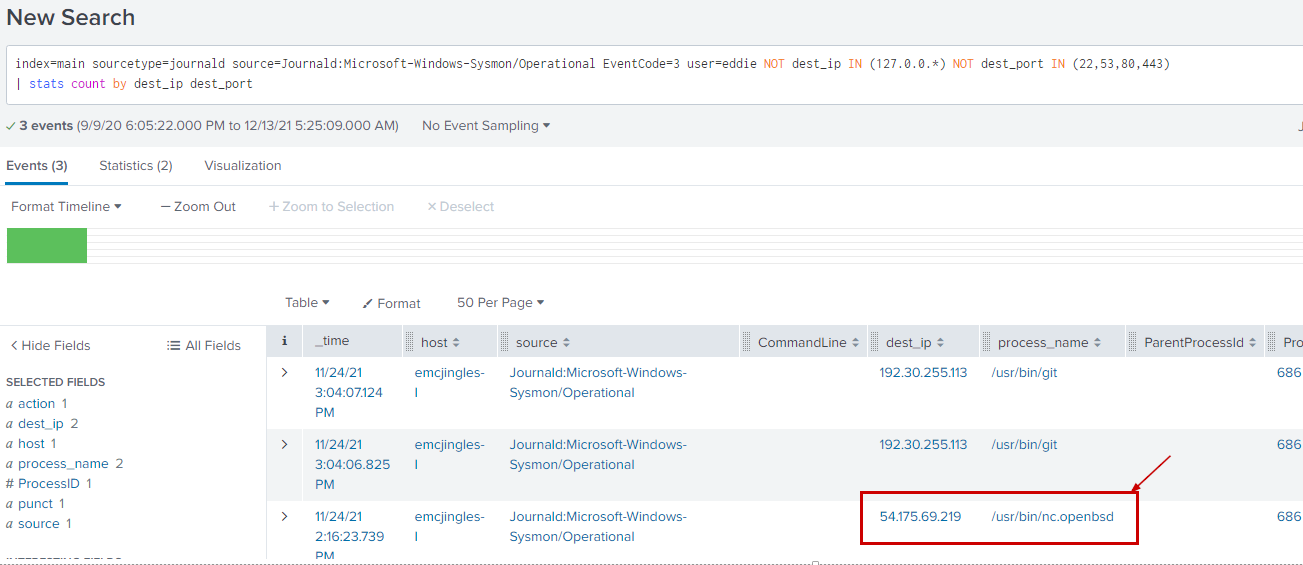 New Search
index=main sourcetype=journald source=Journald:Microsoft-Windows-Sysmon/Operational EventCode=3 user=eddie NOT dest_ip IN (127.0.0.*) NOT dest_port IN (22,53,80,443)
| stats count by dest_ip dest_port
✓ 3 events (9/9/20 6:05:22.000 PM to 12/13/21 5:25:09.000 AM) No Event Sampling ▾
Events (3) Statistics (2) Visualization
Format Timeline ▾ — Zoom Out + Zoom to Selection × Deselect
Table ▾ Format 50 Per Page ▾
< Hide Fields All Fields
i _time host source CommandLine dest_ip process_name ParentProcessId Pro
SELECTED FIELDS
a action 1
a dest_ip 2
a host 1
a process_name 2
# ProcessID 1
a punct 1
a source 1
> 11/24/21 emcjingles- Journald:Microsoft-Windows- 192.30.255.113 /usr/bin/git 686
3:04:07.124 l Sysmon/Operational
PM
> 11/24/21 emcjingles- Journald:Microsoft-Windows- 192.30.255.113 /usr/bin/git 686
3:04:06.825 l Sysmon/Operational
PM
> 11/24/21 emcjingles- Journald:Microsoft-Windows- 54.175.69.219 /usr/bin/nc.openbsd 686
2:16:23.739 l Sysmon/Operational
PM